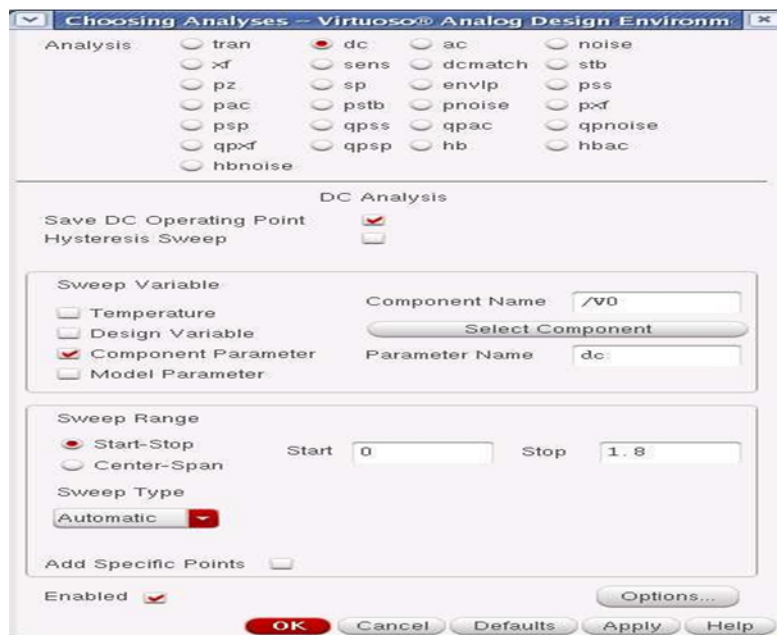 Choosing Analyses -- Virtuoso® Analog Design Environm
Analysis tran dc ac noise
xf sens dcmatch stb
pz sp envlp pss
pac pstb pnoise pxf
psp qpss qpac qpnoise
qpxf qpsp hb hbac
hbnoise
DC Analysis
Save DC Operating Point
Hysteresis Sweep
Sweep Variable
Temperature
Design Variable
Component Parameter
Model Parameter
Component Name /V0
Select Component
Parameter Name dc
Sweep Range
Start-Stop
Center-Span
Start 0 Stop 1.8
Sweep Type
Automatic
Add Specific Points
Enabled Options...
OK Cancel Defaults Apply Help